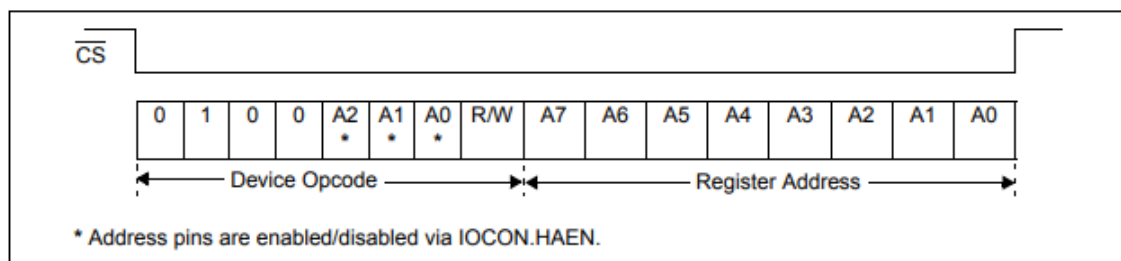 CS
0 1 0 0 A2 A1 A0 R/W A7 A6 A5 A4 A3 A2 A1 A0
* * *
Device Opcode Register Address
* Address pins are enabled/disabled via IOCON.HAEN.